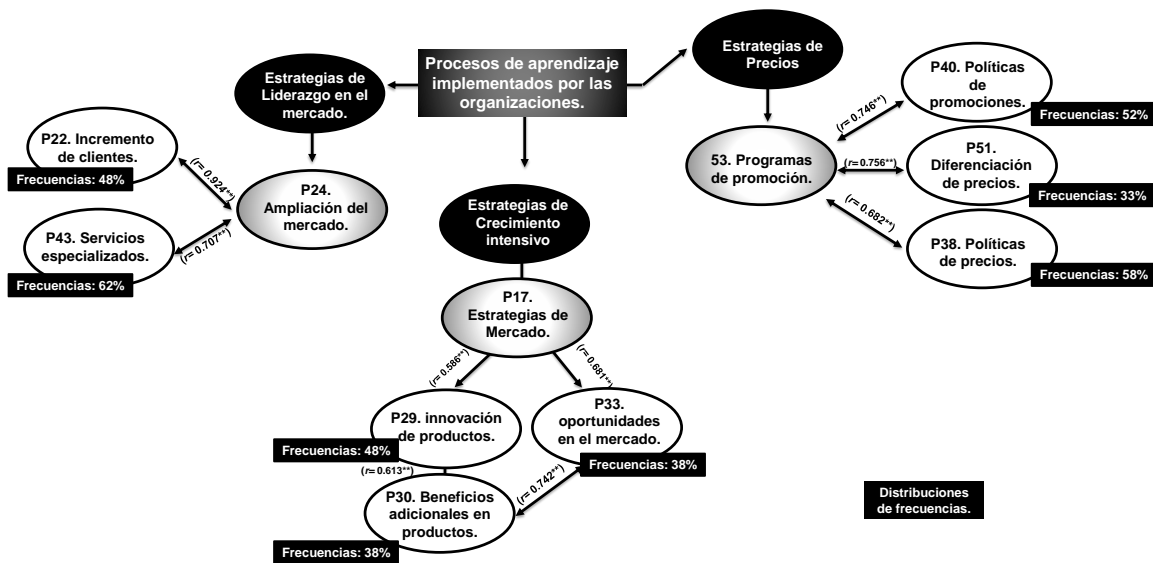 Procesos de aprendizaje
implementados por las
organizaciones.
Estrategias de
Liderazgo en el
mercado.
P22. Incremento
de clientes.
Frecuencias: 48%
(r= 0.924**)
P24.
Ampliación del
mercado.
P43. Servicios
especializados.
(r= 0.707**)
Frecuencias: 62%
Estrategias de
Crecimiento
intensivo
P17.
Estrategias de
Mercado.
(r= 0.586**)
(r= 0.681**)
P29. innovación
de productos.
Frecuencias: 48%
P33.
oportunidades
en el mercado.
Frecuencias: 38%
(r= 0.613**)
(r= 0.742**)
P30. Beneficios
adicionales en
productos.
Frecuencias: 38%
Estrategias de
Precios
53. Programas
de promoción.
(r= 0.746**)
P40. Políticas
de
promociones.
Frecuencias: 52%
(r= 0.756**)
P51.
Diferenciación
de precios.
Frecuencias: 33%
(r= 0.682**)
P38. Políticas
de precios.
Frecuencias: 58%
Distribuciones
de frecuencias.